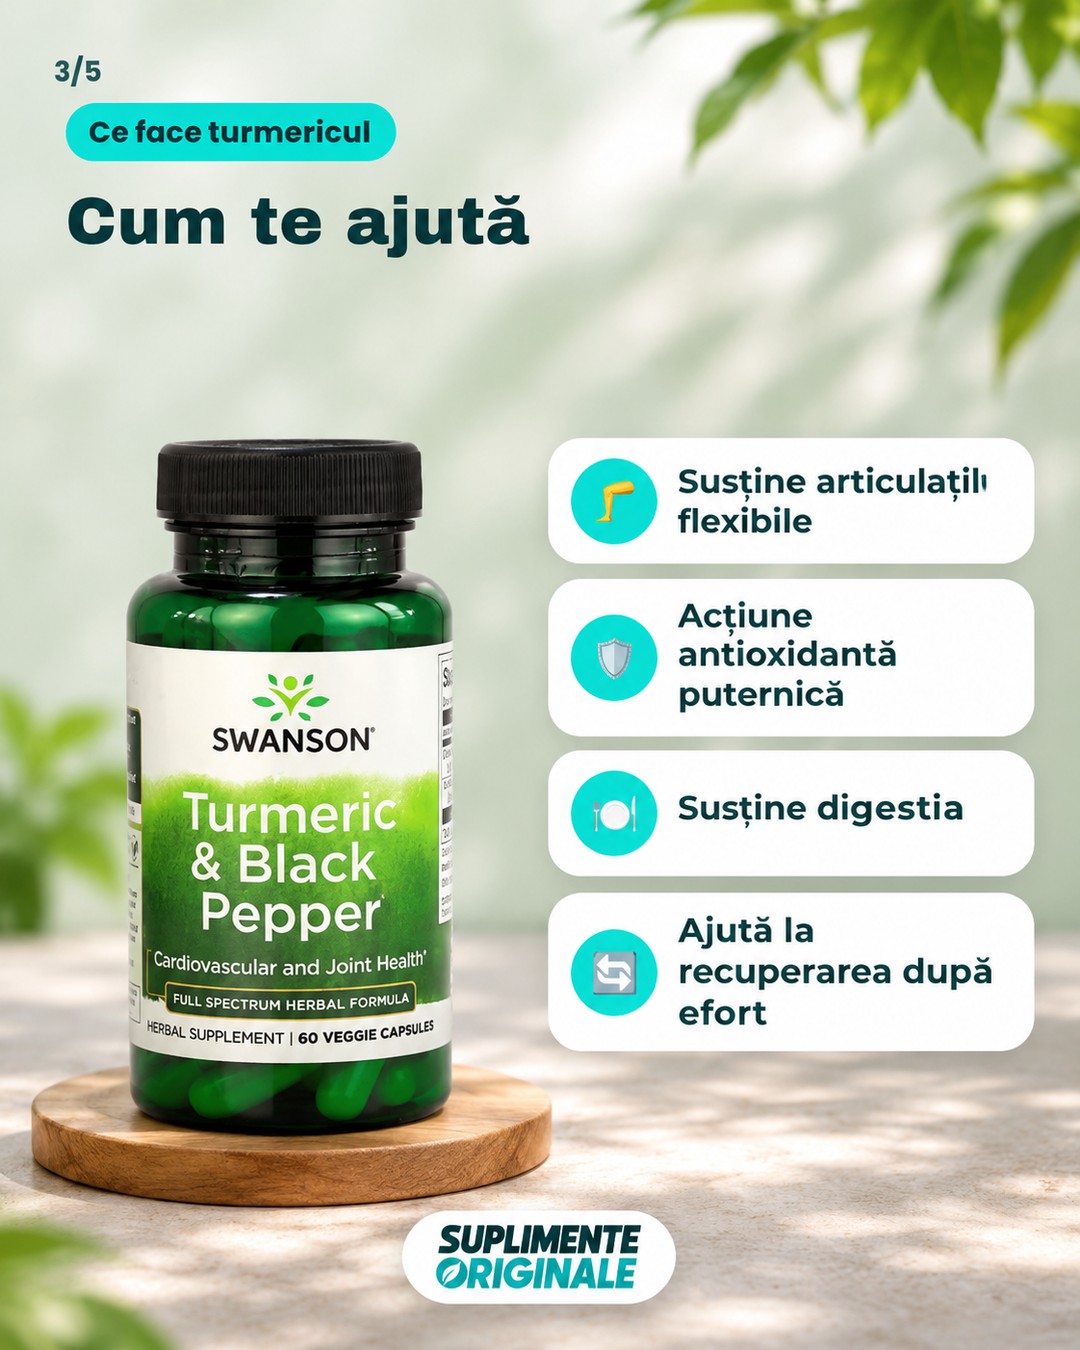 3/5
Ce face turmericul
Cum te ajută
Susține
flexibile
Acțiune
antioxidantă
puternică
Susține digestia
Ajută la
recuperarea după
efort
SWANSON®
Turmeric
& Black
Pepper
Cardiovascular and Joint Health*
FULL SPECTRUM HERBAL FORMULA
HERBAL SUPPLEMENT | 60 VEGGIE CAPSULES
SUPLIMENTE
ORIGINALE